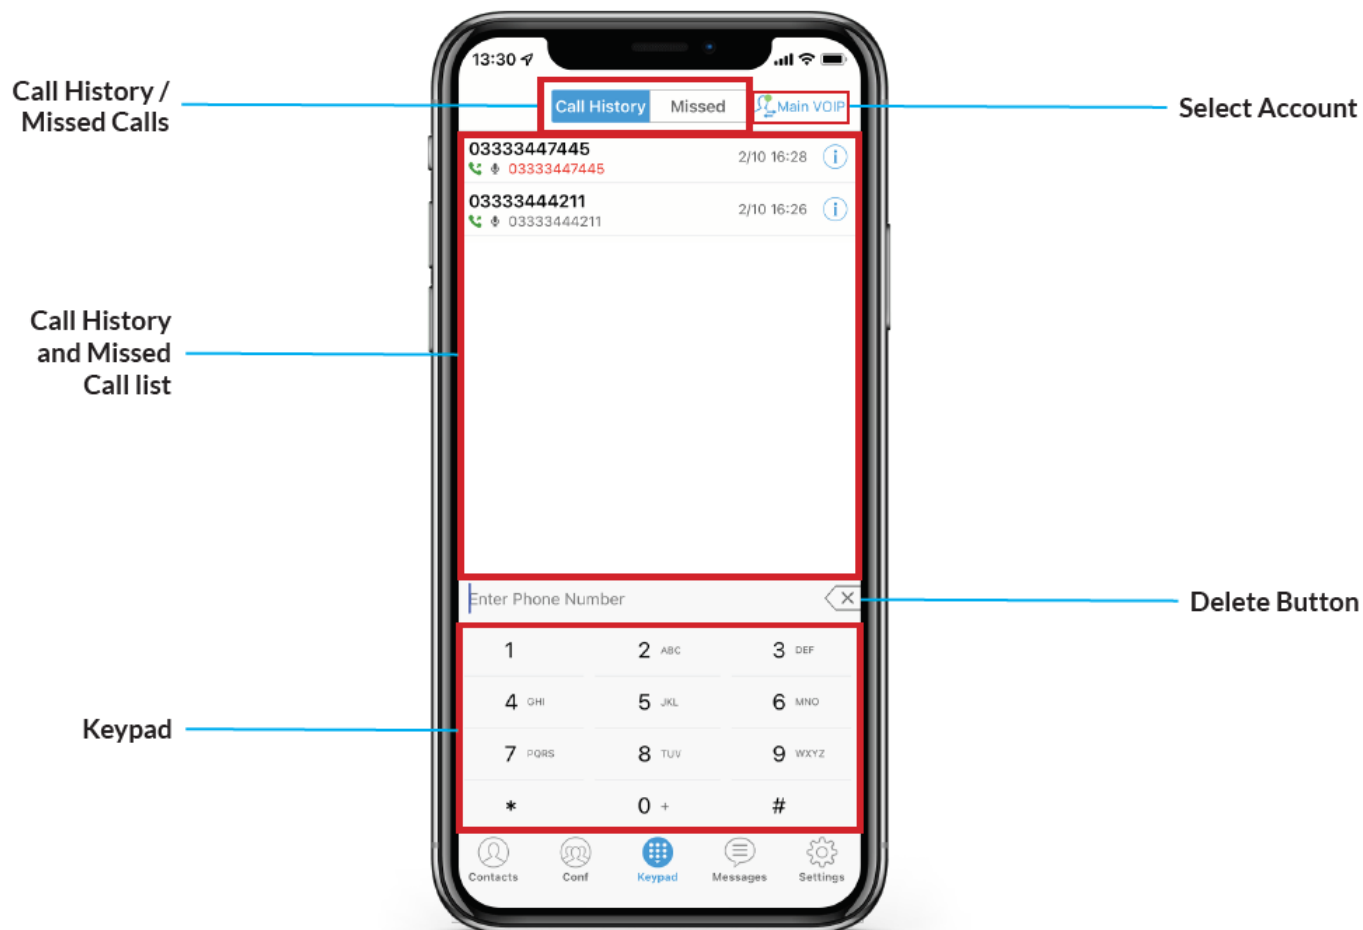 13:30
Call History /
Missed Calls
Call History Missed Main VOIP
Select Account
03333447445
2/10 16:28
03333447445
03333444211
2/10 16:26
03333444211
Call History
and Missed
Call list
Enter Phone Number
Delete Button
1 2 ABC 3 DEF
4 GHI 5 JKL 6 MNO
Keypad
7 PQRS 8 TUV 9 WXYZ
* 0 + #
Contacts Conf Keypad Messages Settings